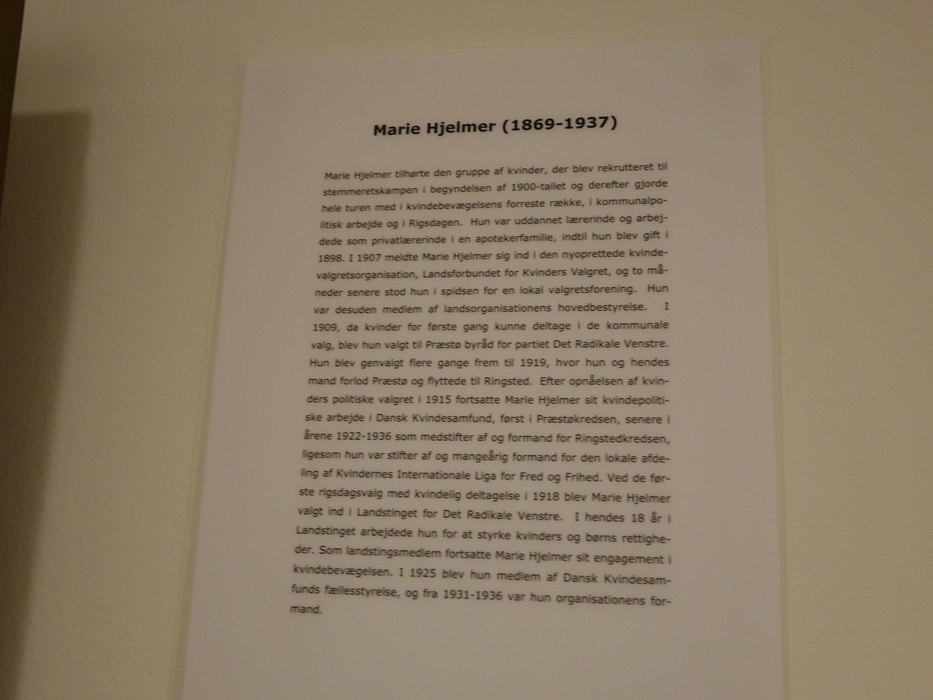 Marie Hjelmer (1869-1937)
Marie Hjelmer tilhørte den gruppe af kvinder, der blev rekrutteret til
stemmeretskampen i begyndelsen af 1900-tallet og derefter gjorde
hele turen med i kvindebevægelsens forreste række, i kommunalpo-
litisk arbejde og i Rigsdagen. Hun var uddannet lærerinde og arbej-
dede som privatlærerinde i en apotekerfamilie, indtil hun blev gift i
1898. I 1907 meldte Marie Hjelmer sig ind i den nyoprettede kvinde-
valgretsorganisation, Landsforbundet for Kvinders Valgret, og to må-
neder senere stod hun i spidsen for en lokal valgretsforening. Hun
var desuden medlem af landsorganisationens hovedbestyrelse. I
1909, da kvinder for første gang kunne deltage i de kommunale
valg, blev hun valgt til Præstø byråd for partiet Det Radikale Venstre.
Hun blev genvalgt flere gange frem til 1919, hvor hun og hendes
mand forlod Præstø og flyttede til Ringsted. Efter opnåelsen af kvin-
ders politiske valgret i 1915 fortsatte Marie Hjelmer sit kvindepoliti-
ske arbejde i Dansk Kvindesamfund, først i Præstøkredsen, senere i
årene 1922-1936 som medstifter af og formand for Ringstedkredsen,
ligesom hun var stifter af og mangeårig formand for den lokale afde-
ling af Kvindernes Internationale Liga for Fred og Frihed. Ved de før-
ste rigsdagsvalg med kvindelig deltagelse i 1918 blev Marie Hjelmer
valgt ind i Landstinget for Det Radikale Venstre. I hendes 18 år i
Landstinget arbejdede hun for at styrke kvinders og børns rettighe-
der. Som landstingsmedlem fortsatte Marie Hjelmer sit engagement i
kvindebevægelsen. I 1925 blev hun medlem af Dansk Kvindesam-
funds fællesstyrelse, og fra 1931-1936 var hun organisationens for-
mand.